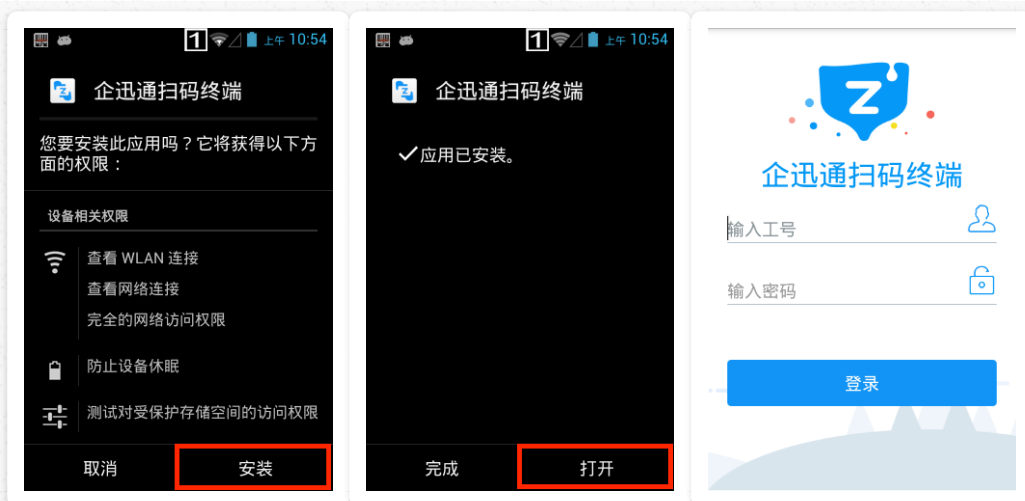 1 上午 10:54
企迅通扫码终端
您要安装此应用吗？它将获得以下方
面的权限：
设备相关权限
查看 WLAN 连接
查看网络连接
完全的网络访问权限
防止设备休眠
测试对受保护存储空间的访问权限
取消 安装
1 上午 10:54
企迅通扫码终端
应用已安装。
完成 打开
Z
企迅通扫码终端
输入工号
输入密码
登录